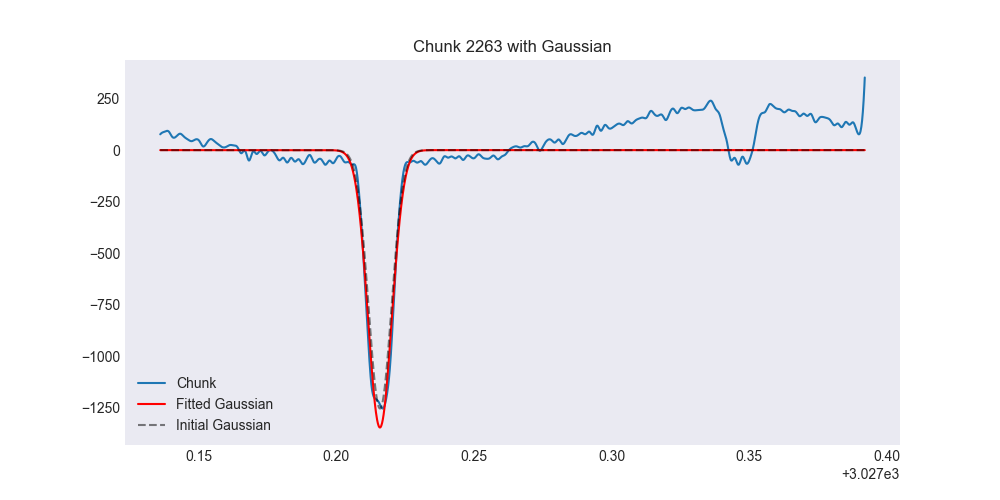 Chunk 2263 with Gaussian
250
0
−250
−500
−750
−1000
−1250
Chunk
Fitted Gaussian
Initial Gaussian
0.15 0.20 0.25 0.30 0.35 0.40
+3.027e3